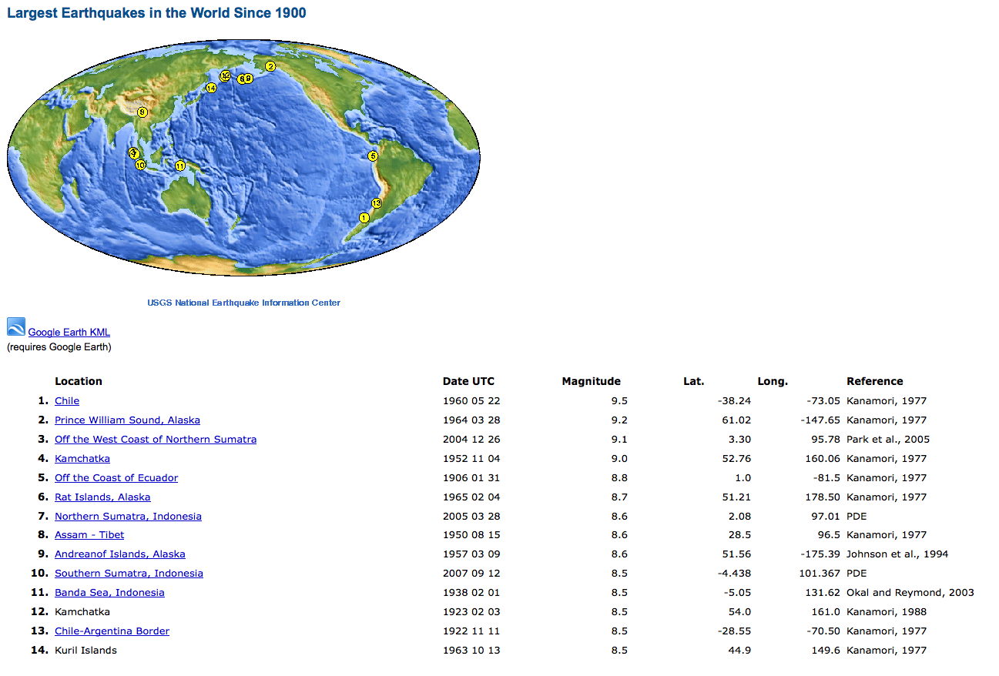 Largest Earthquakes in the World Since 1900
2
12
6 9
14
8
7
10
11
5
13
1
USGS National Earthquake Information Center
Google Earth KML
(requires Google Earth)
Location Date UTC Magnitude Lat. Long. Reference
1. Chile 1960 05 22 9.5 -38.24 -73.05 Kanamori, 1977
2. Prince William Sound, Alaska 1964 03 28 9.2 61.02 -147.65 Kanamori, 1977
3. Off the West Coast of Northern Sumatra 2004 12 26 9.1 3.30 95.78 Park et al., 2005
4. Kamchatka 1952 11 04 9.0 52.76 160.06 Kanamori, 1977
5. Off the Coast of Ecuador 1906 01 31 8.8 1.0 -81.5 Kanamori, 1977
6. Rat Islands, Alaska 1965 02 04 8.7 51.21 178.50 Kanamori, 1977
7. Northern Sumatra, Indonesia 2005 03 28 8.6 2.08 97.01 PDE
8. Assam - Tibet 1950 08 15 8.6 28.5 96.5 Kanamori, 1977
9. Andreanof Islands, Alaska 1957 03 09 8.6 51.56 -175.39 Johnson et al., 1994
10. Southern Sumatra, Indonesia 2007 09 12 8.5 -4.438 101.367 PDE
11. Banda Sea, Indonesia 1938 02 01 8.5 -5.05 131.62 Okal and Reymond, 2003
12. Kamchatka 1923 02 03 8.5 54.0 161.0 Kanamori, 1988
13. Chile-Argentina Border 1922 11 11 8.5 -28.55 -70.50 Kanamori, 1977
14. Kuril Islands 1963 10 13 8.5 44.9 149.6 Kanamori, 1977